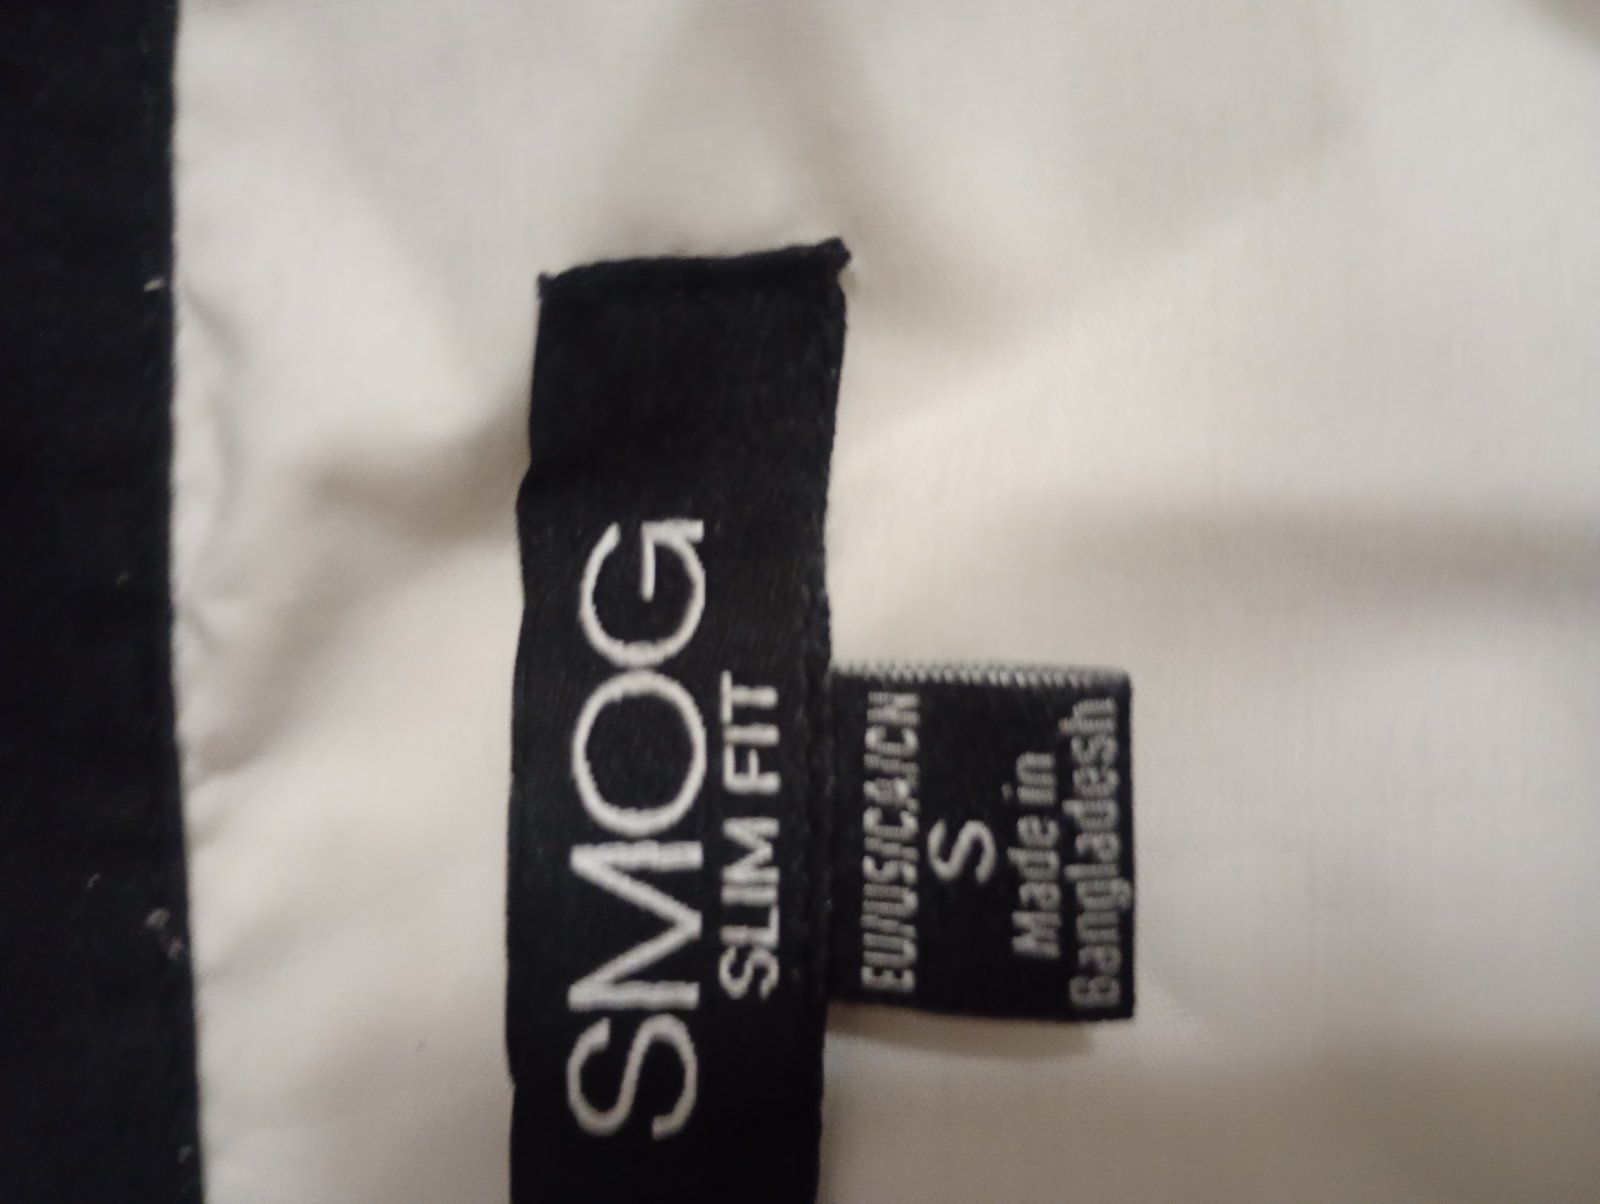 SMOG
SLIM FIT
EU/US/CA/CN
S
Made in
Bangladesh